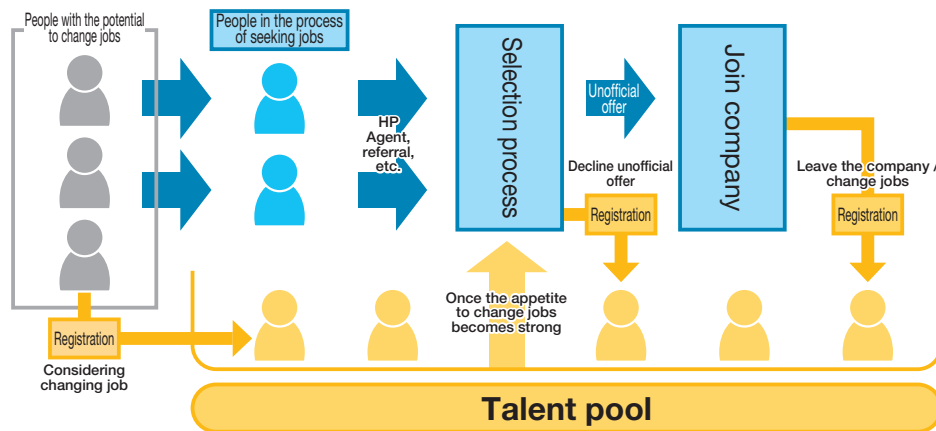 People with the potential
to change jobs
People in the process
of seeking jobs
HP
Agent,
referral,
etc.
Selection process
Unofficial
offer
Join company
Decline unofficial
offer
Registration
Leave the company /
change jobs
Registration
Once the appetite
to change jobs
becomes strong
Registration
Considering
changing job
Talent pool